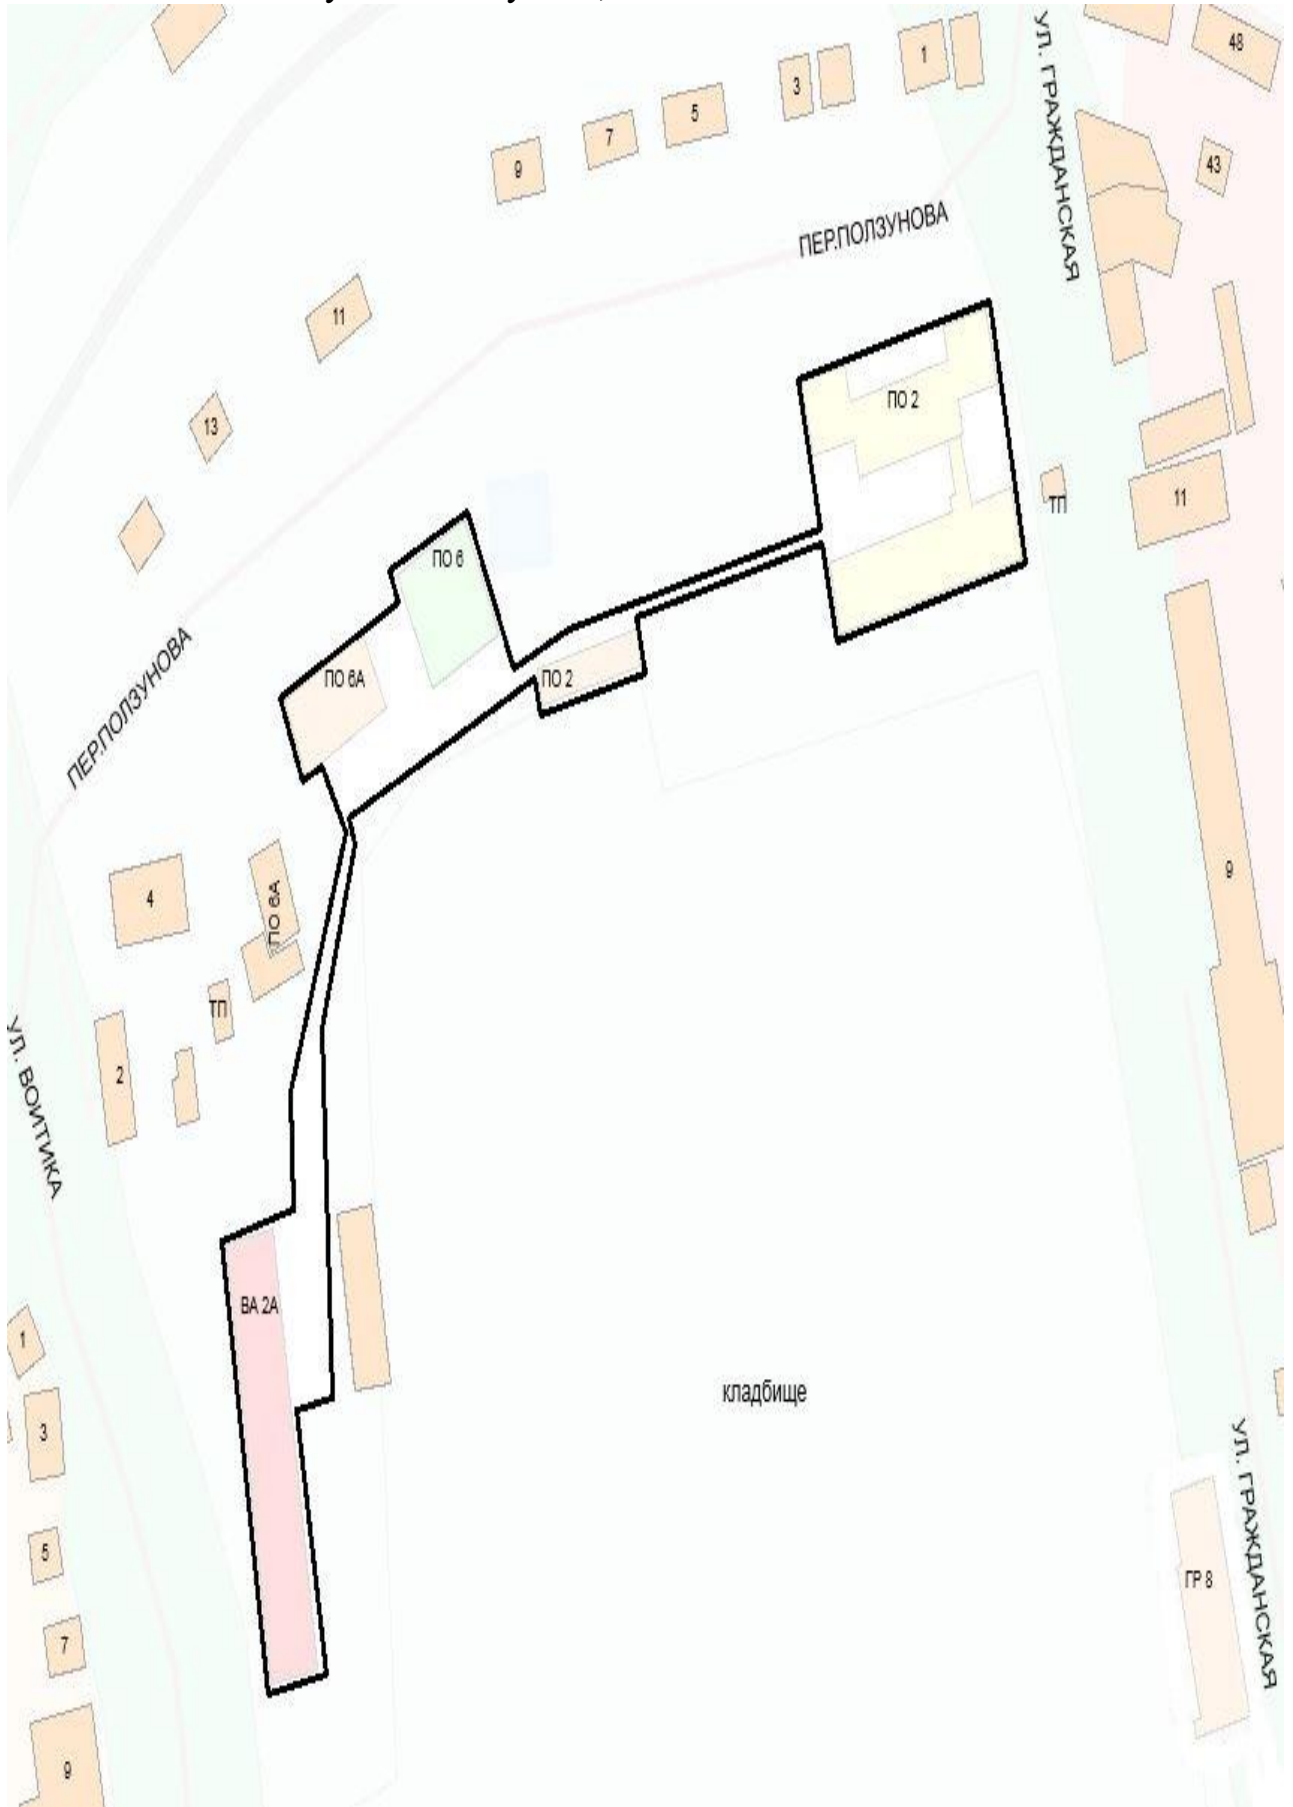 48
1
3
5
43
7
9
УЛ. ГРАЖДАНСКАЯ
ПЕР.ПОЛЗУНОВА
11
13
ПО 2
11
ТП
ПО 6
ПО 6А
ПО 2
ПЕР.ПОЛЗУНОВА
4
ПО 6А
9
ТП
2
УЛ. ВОИТИКА
ВА 2А
1
кладбище
3
УЛ. ГРАЖДАНСКАЯ
5
ГР 8
7
9